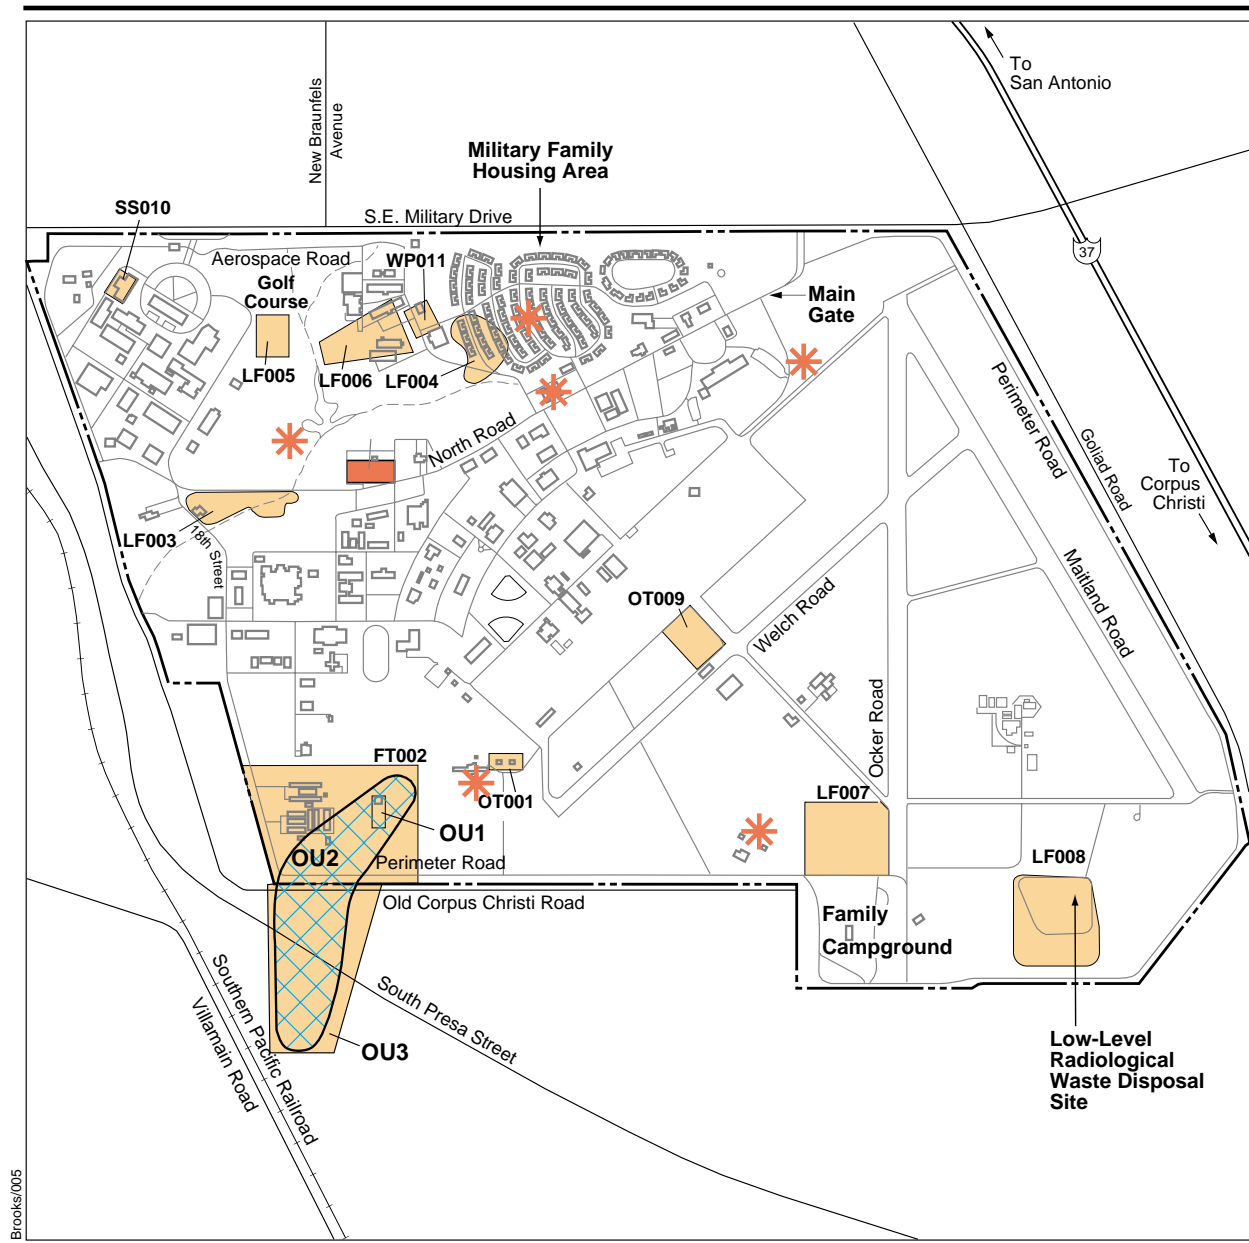 To
San Antonio
New Braunfels
Avenue
Military Family
Housing Area
SS010
S.E. Military Drive
37
Aerospace Road
WP011
Golf
Course
Main
Gate
LF005
LF006
LF004
Perimeter Road
Goliad Road
To
Corpus
Christi
North Road
LF003
18th Street
Maitland Road
OT009
Welch Road
Ocker Road
FT002
OT001
LF007
OU1
OU2
Perimeter Road
LF008
Old Corpus Christi Road
Family
Campground
South Presa Street
Southern Pacific Railroad
Villamain Road
OU3
Low-Level
Radiological
Waste Disposal
Site
Brooks/005